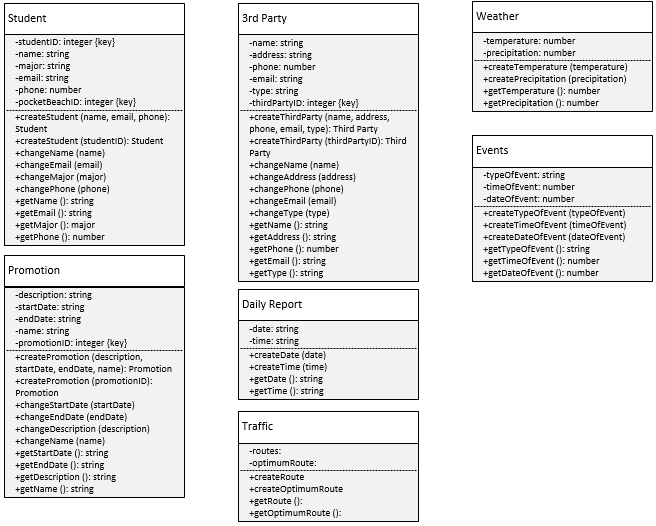 Student
-studentID: integer {key}
-name: string
-major: string
-email: string
-phone: number
-pocketBeachID: integer {key}
+createStudent (name, email, phone):
Student
+createStudent (studentID): Student
+changeName (name)
+changeEmail (email)
+changeMajor (major)
+changePhone (phone)
+getName (): string
+getEmail (): string
+getMajor (): major
+getPhone (): number
Promotion
-description: string
-startDate: string
-endDate: string
-name: string
-promotionID: integer {key}
+createPromotion (description,
startDate, endDate, name): Promotion
+createPromotion (promotionID):
Promotion
+changeStartDate (startDate)
+changeEndDate (endDate)
+changeDescription (description)
+changeName (name)
+getStartDate (): string
+getEndDate (): string
+getDescription (): string
+getName (): string
3rd Party
-name: string
-address: string
-phone: number
-email: string
-type: string
-thirdPartyID: integer {key}
+createThirdParty (name, address,
phone, email, type): Third Party
+createThirdParty (thirdPartyID): Third
Party
+changeName (name)
+changeAddress (address)
+changePhone (phone)
+changeEmail (email)
+changeType (type)
+getName (): string
+getAddress (): string
+getPhone (): number
+getEmail (): string
+getType (): string
Daily Report
-date: string
-time: string
+createDate (date)
+createTime (time)
+getDate (): string
+getTime (): string
Traffic
-routes:
-optimumRoute:
+createRoute
+createOptimumRoute
+getRoute ():
+getOptimumRoute ():
Weather
-temperature: number
-precipitation: number
+createTemperature (temperature)
+createPrecipitation (precipitation)
+getTemperature (): number
+getPrecipitation (): number
Events
-typeOfEvent: string
-timeOfEvent: number
-dateOfEvent: number
+createTypeOfEvent (typeOfEvent)
+createTimeOfEvent (timeOfEvent)
+createDateOfEvent (dateOfEvent)
+getTypeOfEvent (): string
+getTimeOfEvent (): number
+getDateOfEvent (): number